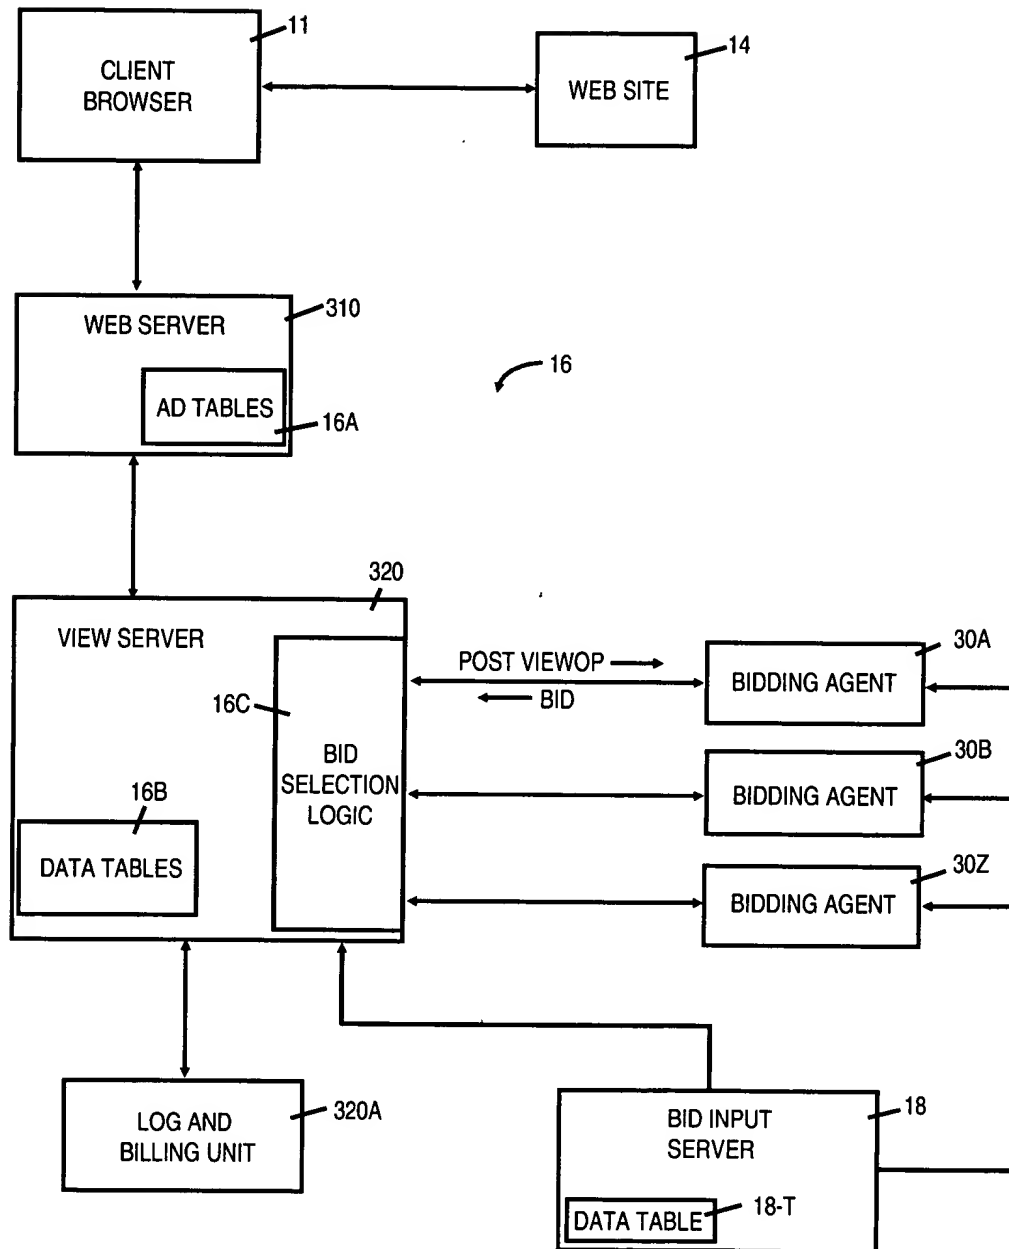 11
CLIENT
BROWSER
14
WEB SITE
310
WEB SERVER
16
AD TABLES
16A
320
VIEW SERVER
30A
POST VIEWOP
BIDDING AGENT
BID
16C
30B
BID
SELECTION
LOGIC
BIDDING AGENT
16B
DATA TABLES
30Z
BIDDING AGENT
LOG AND
BILLING UNIT
320A
BID INPUT
SERVER
18
DATA TABLE
18-T